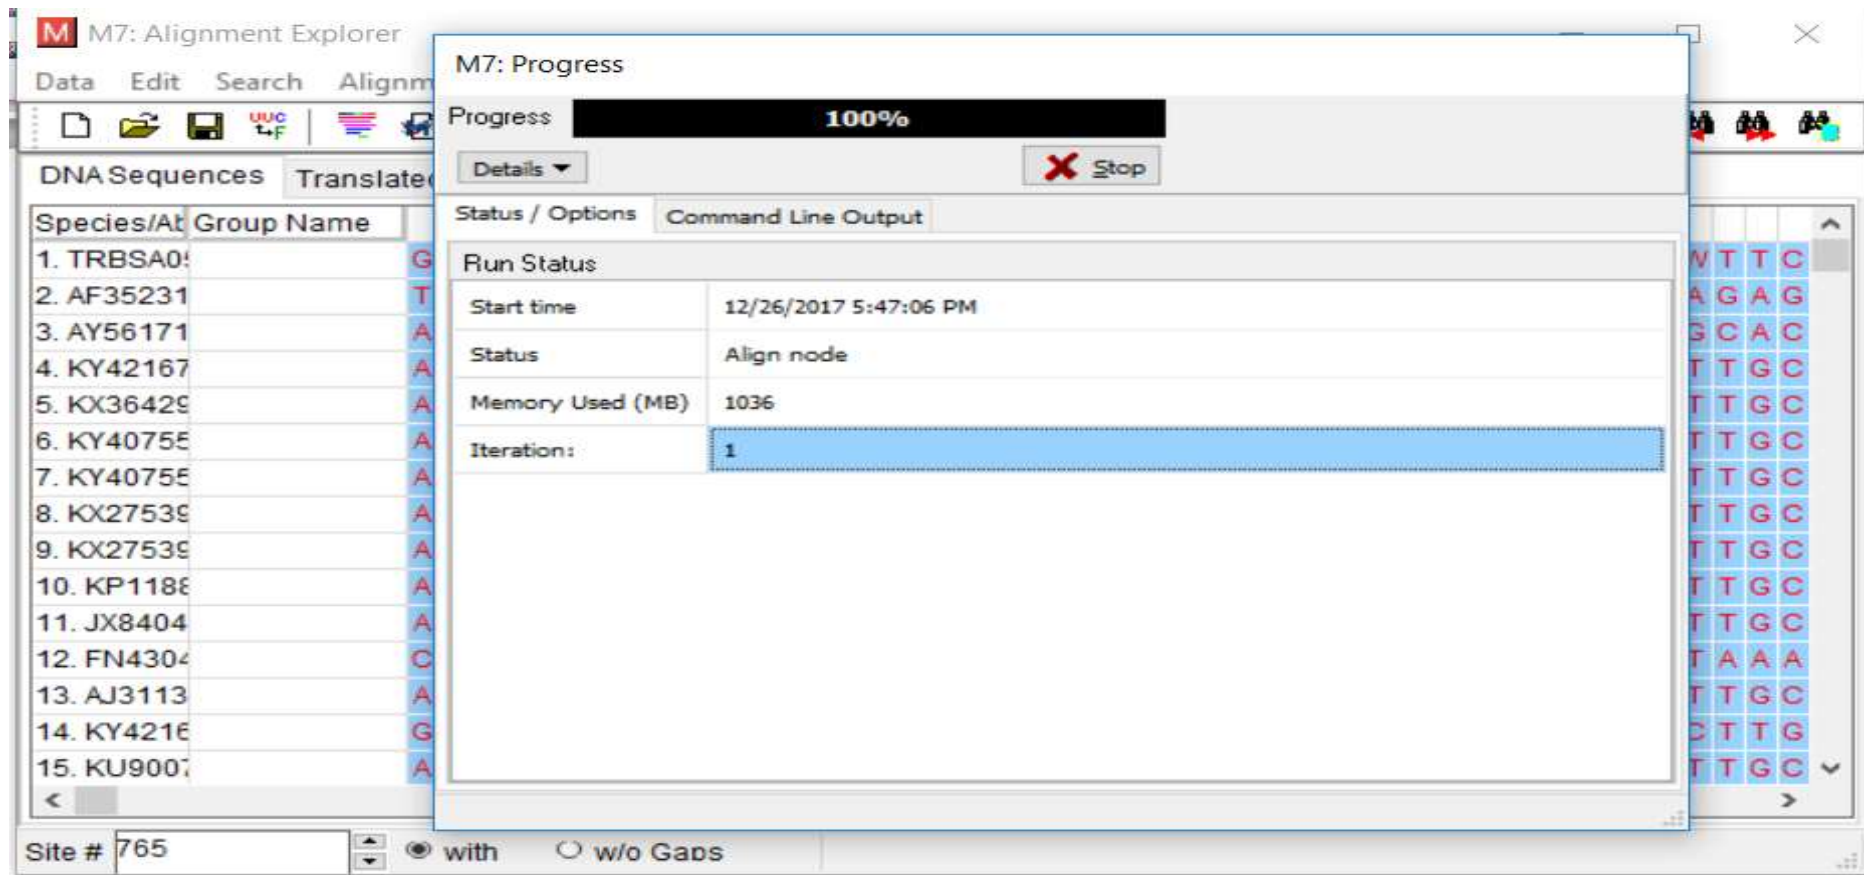 M7: Alignment Explorer
Data Edit Search Alignm
DNA Sequences Translate
Species/Ab Group Name
1. TRBSA05 G W T T C
2. AF35231 T A G A G
3. AY56171 A G C A C
4. KY42167 A T T G C
5. KX36429 A T T G C
6. KY40755 A T T G C
7. KY40755 A T T G C
8. KX27539 A T T G C
9. KX27539 A T T G C
10. KP1188 A T T G C
11. JX8404 A T T G C
12. FN4304 C T A A A
13. AJ3113 A T T G C
14. KY4216 G C T T G
15. KU9007 A T T G C
Site # 765 with w/o Gaps
M7: Progress
Progress 100%
Details Stop
Status / Options Command Line Output
Run Status
Start time 12/26/2017 5:47:06 PM
Status Align node
Memory Used (MB) 1036
Iteration: 1